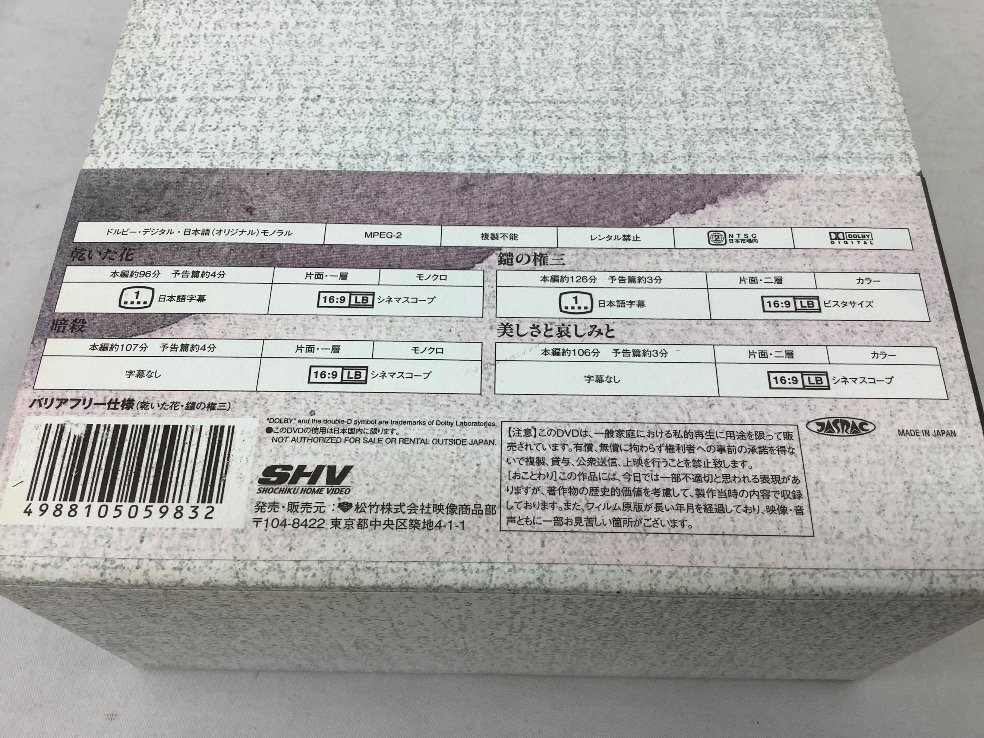 ドルビー・デジタル・日本語(オリジナル)モノラル MPEG-2 複製不能 レンタル禁止 2 NTSC 日本市場向 DOLBY DIGITAL
乾いた花
本編約96分 予告篇約4分 片面・一層 モノクロ
1 日本語字幕 16:9 LB シネマスコープ
鑓の権三
本編約126分 予告篇約3分 片面・二層 カラー
1 日本語字幕 16:9 LB ビスタサイズ
暗殺
本編約107分 予告篇約4分 片面・一層 モノクロ
字幕なし 16:9 LB シネマスコープ
美しさと哀しみと
本編約106分 予告篇約3分 片面・二層 カラー
字幕なし 16:9 LB シネマスコープ
バリアフリー仕様(乾いた花・鑓の権三)
4988105059832
"DOLBY" and the double-D symbol are trademarks of Dolby Laboratories.
●このDVDの使用は日本国内に限ります。
NOT AUTHORIZED FOR SALE OR RENTAL OUTSIDE JAPAN.
SHV
SHOCHIKU HOME VIDEO
発売・販売元:松竹株式会社映像商品部
〒104-8422 東京都中央区築地4-1-1
[注意]このDVDは、一般家庭における私的再生に用途を限って販
売されています。有償、無償に拘わらず権利者への事前の承諾を得な
いで複製、貸与、公衆送信、上映を行うことを禁止致します。
[おことわり]この作品には、今日では一部不適切と思われる表現があ
りますが、著作物の歴史的価値を考慮して、製作当時の内容で収録
しております。また、フィルム原版が長い年月を経過しており、映像・音
声ともに一部お見苦しい箇所がございます。
JASRAC
MADE IN JAPAN